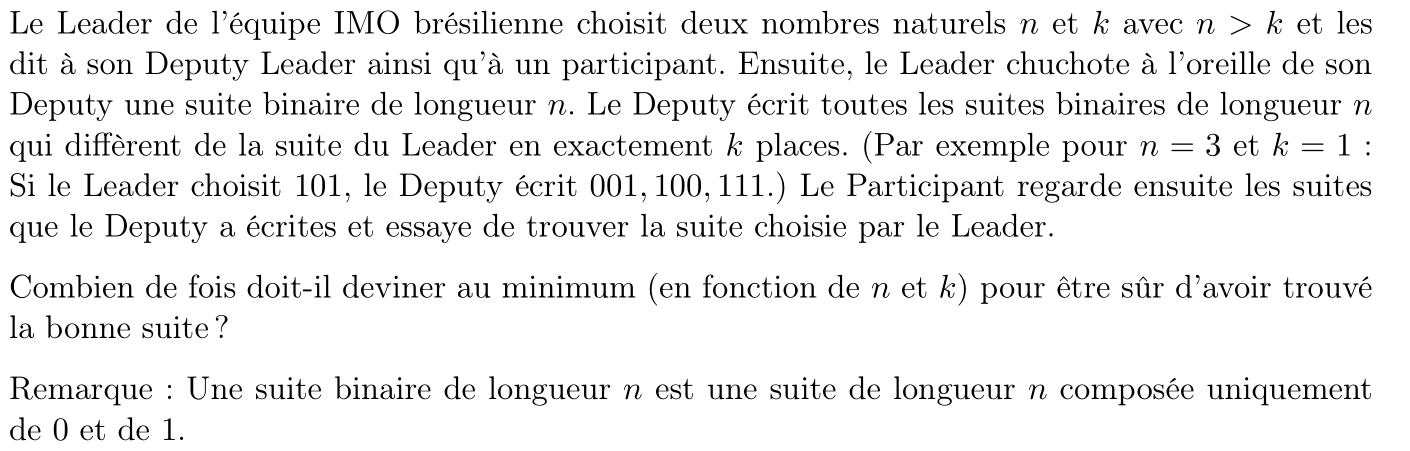 Le Leader de l'équipe IMO brésilienne choisit deux nombres naturels n et k avec n > k et les
dit à son Deputy Leader ainsi qu'à un participant. Ensuite, le Leader chuchote à l'oreille de son
Deputy une suite binaire de longueur n. Le Deputy écrit toutes les suites binaires de longueur n
qui diffèrent de la suite du Leader en exactement k places. (Par exemple pour n = 3 et k = 1 :
Si le Leader choisit 101, le Deputy écrit 001, 100, 111.) Le Participant regarde ensuite les suites
que le Deputy a écrites et essaye de trouver la suite choisie par le Leader.
Combien de fois doit-il deviner au minimum (en fonction de n et k) pour être sûr d'avoir trouvé
la bonne suite ?
Remarque : Une suite binaire de longueur n est une suite de longueur n composée uniquement
de 0 et de 1.